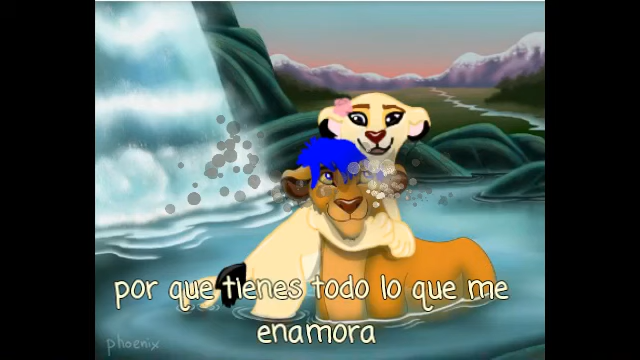 por que tienes todo lo que me
enamora
phoenix